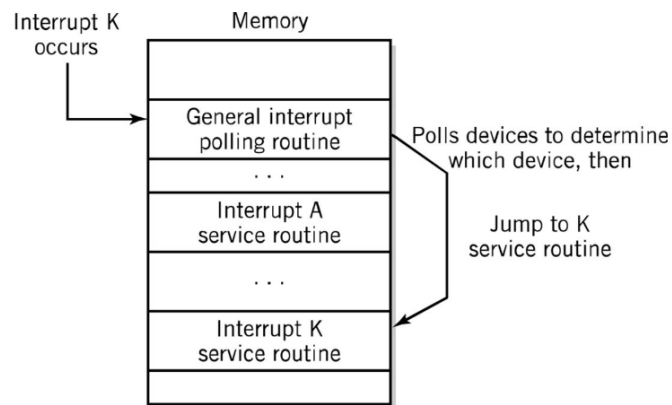 Interrupt K
occurs
Memory
General interrupt
polling routine
Polls devices to determine
which device, then
. . .
Interrupt A
service routine
Jump to K
service routine
. . .
Interrupt K
service routine